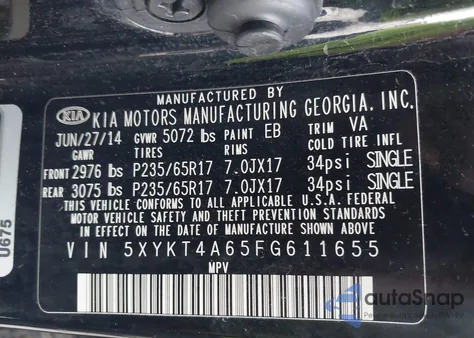 MANUFACTURED BY
KIA KIA MOTORS MANUFACTURING GEORGIA, INC.
JUN/27/14 GVWR 5072 lbs PAINT EB TRIM VA
GAWR TIRES RIMS COLD TIRE INFL
FRONT 2976 lbs P235/65R17 7.0JX17 34psi SINGLE
REAR 3075 lbs P235/65R17 7.0JX17 34psi SINGLE
THIS VEHICLE CONFORMS TO ALL APPLICABLE U.S.A. FEDERAL
MOTOR VEHICLE SAFETY AND THEFT PREVENTION STANDARDS
IN EFFECT ON THE DATE OF MANUFACTURE SHOWN ABOVE.
VIN 5XYKT4A65FG611655
MPV
U675
autoSnap